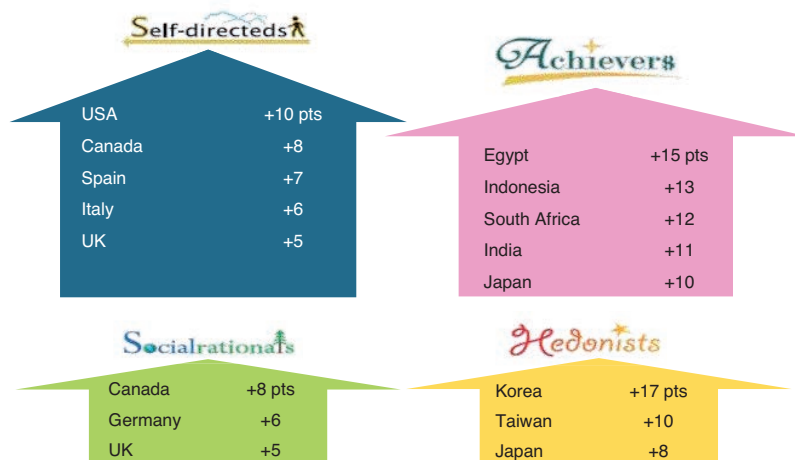 Self-directeds
USA +10 pts
Canada +8
Spain +7
Italy +6
UK +5
Achievers
Egypt +15 pts
Indonesia +13
South Africa +12
India +11
Japan +10
Socialrationals
Canada +8 pts
Germany +6
UK +5
Hedonists
Korea +17 pts
Taiwan +10
Japan +8